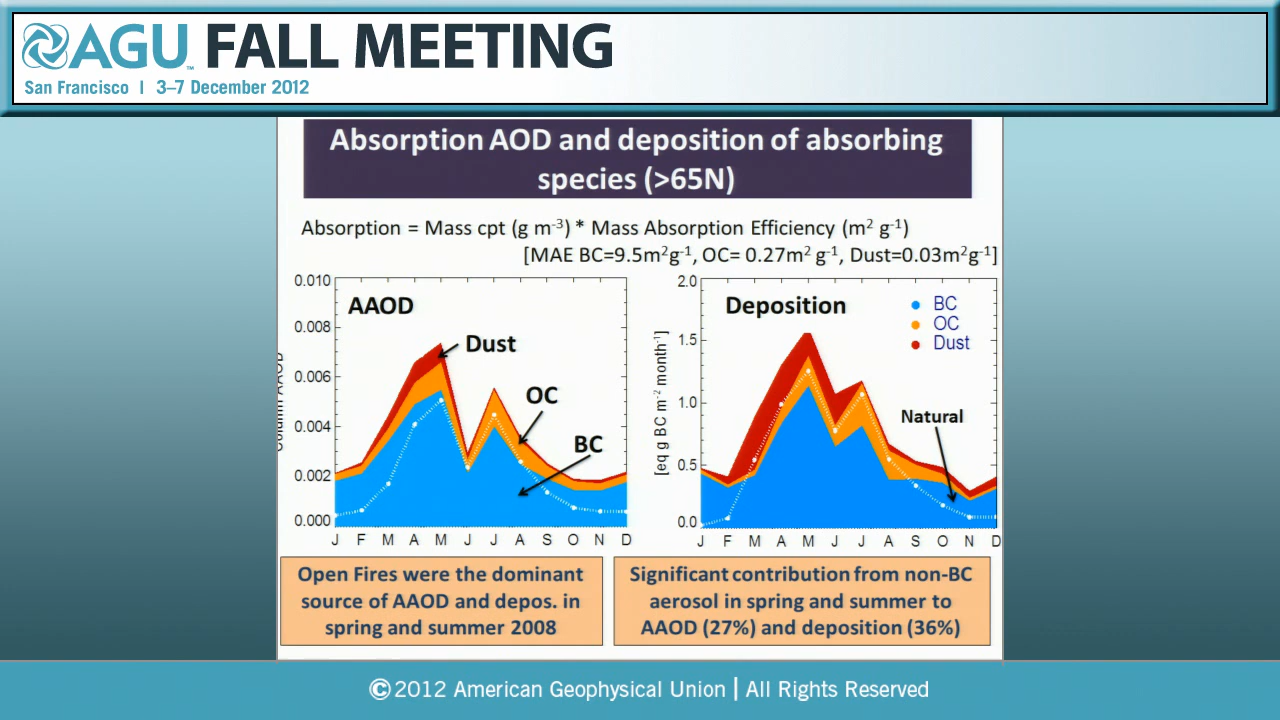 AGU™ FALL MEETING
San Francisco | 3–7 December 2012
Absorption AOD and deposition of absorbing
species (>65N)
Absorption = Mass cpt (g m⁻³) * Mass Absorption Efficiency (m² g⁻¹)
[MAE BC=9.5m²g⁻¹, OC= 0.27m² g⁻¹, Dust=0.03m²g⁻¹]
0.010
0.008
0.006
0.004
0.002
0.000
AAOD
Dust
OC
BC
J F M A M J J A S O N D
2.0
1.5
1.0
0.5
0.0
[eq g BC m⁻² month⁻¹]
Deposition
BC
OC
Dust
Natural
J F M A M J J A S O N D
Open Fires were the dominant
source of AAOD and depos. in
spring and summer 2008
Significant contribution from non-BC
aerosol in spring and summer to
AAOD (27%) and deposition (36%)
©2012 American Geophysical Union | All Rights Reserved